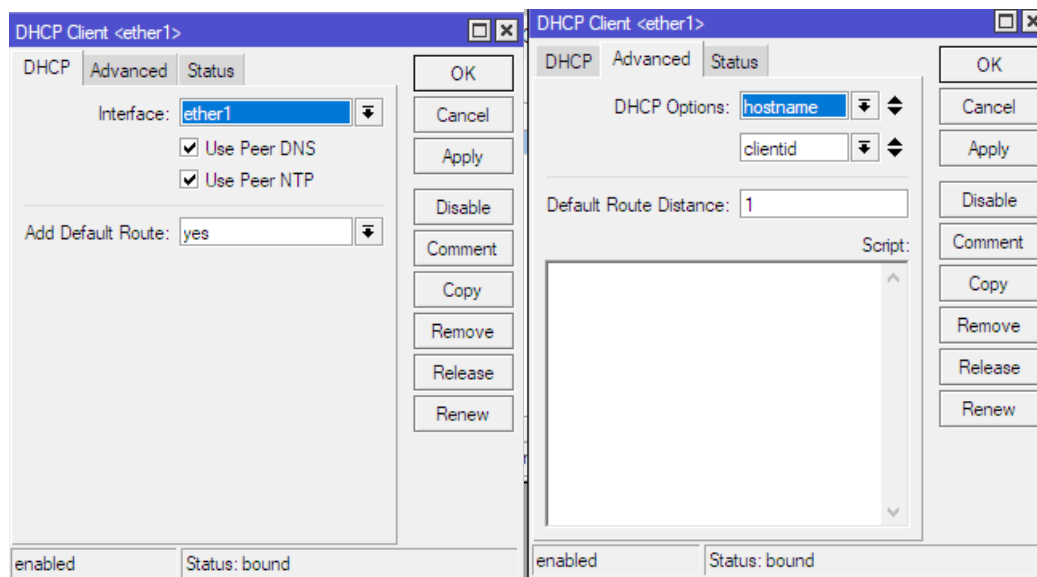 DHCP Client <ether1>
DHCP Advanced Status
Interface: ether1
Use Peer DNS
Use Peer NTP
Add Default Route: yes
OK
Cancel
Apply
Disable
Comment
Copy
Remove
Release
Renew
enabled Status: bound
DHCP Client <ether1>
DHCP Advanced Status
DHCP Options: hostname
clientid
Default Route Distance: 1
Script:
OK
Cancel
Apply
Disable
Comment
Copy
Remove
Release
Renew
enabled Status: bound